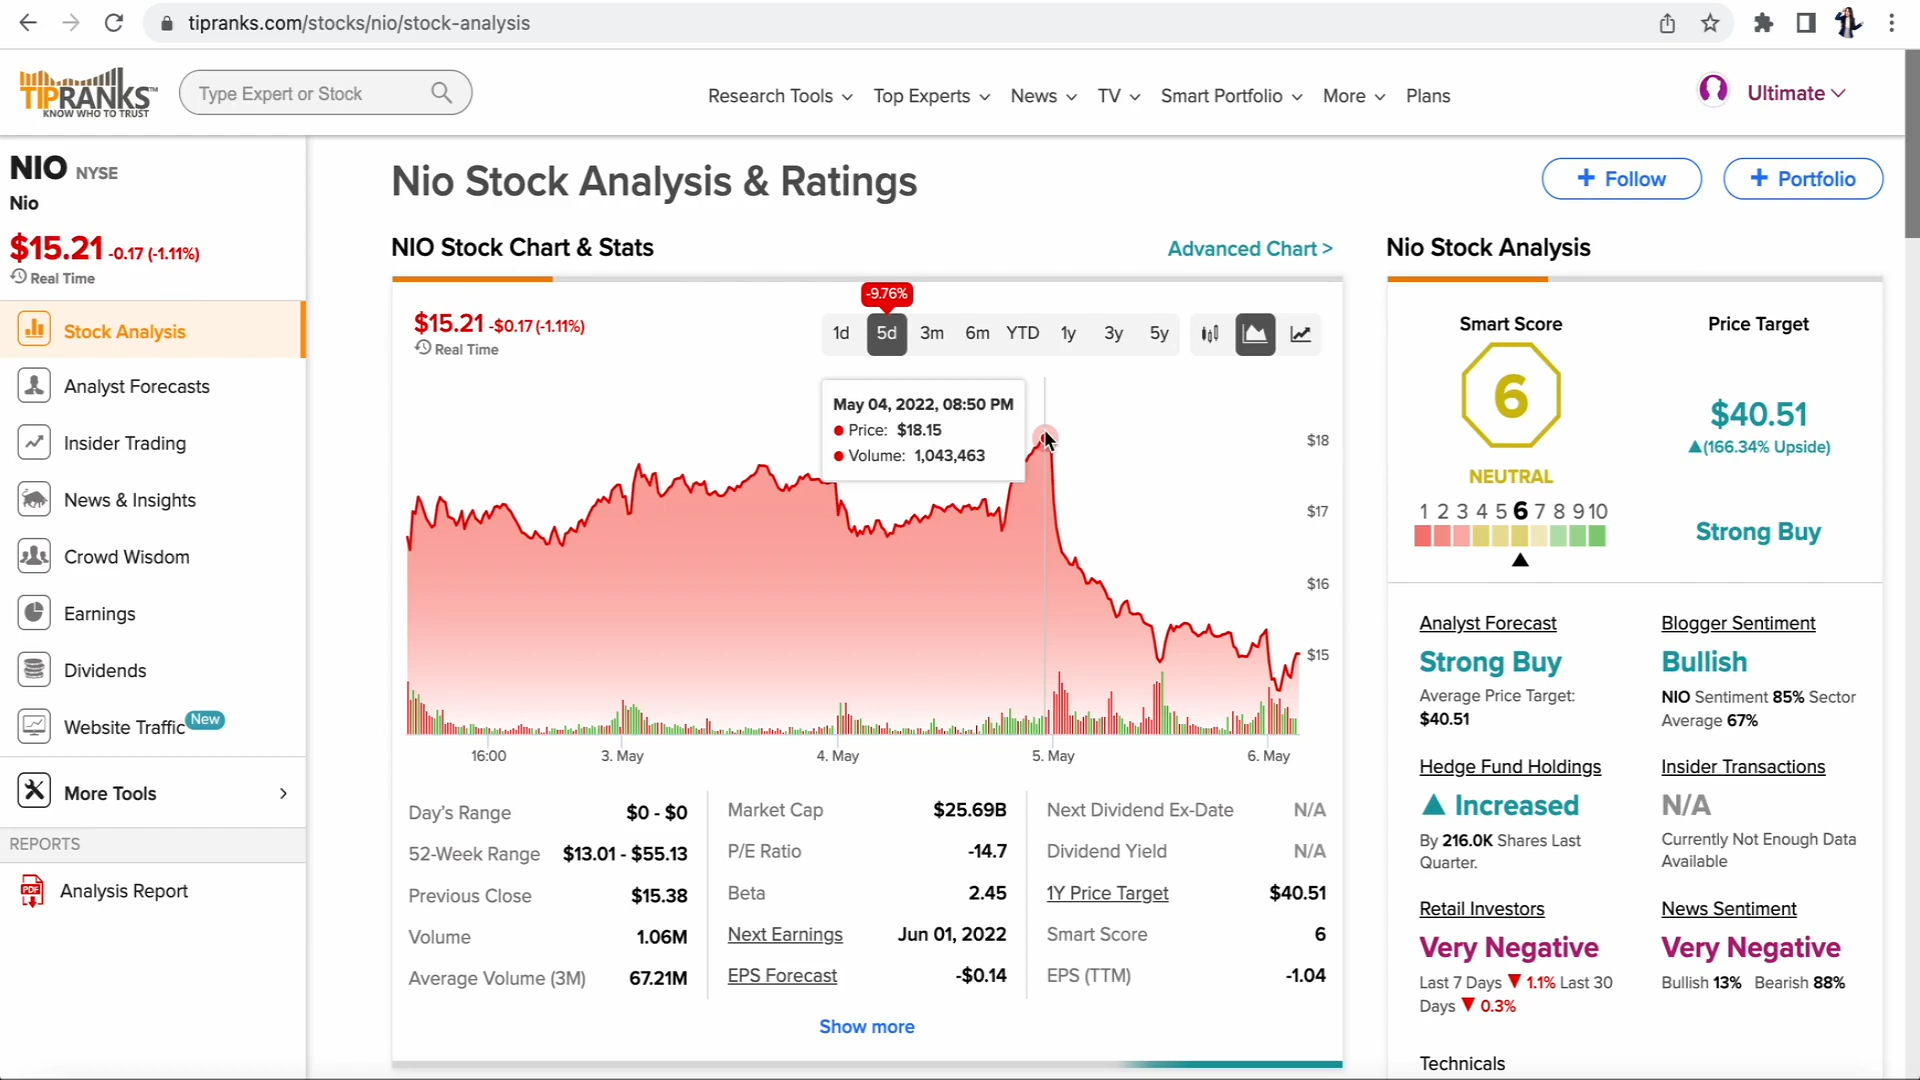 tipranks.com/stocks/nio/stock-analysis
TIPRANKS™
KNOW WHO TO TRUST
Type Expert or Stock
Research Tools
Top Experts
News
TV
Smart Portfolio
More
Plans
Ultimate
NIO NYSE
Nio
$15.21 -0.17 (-1.11%)
Real Time
Stock Analysis
Analyst Forecasts
Insider Trading
News & Insights
Crowd Wisdom
Earnings
Dividends
Website Traffic New
More Tools
REPORTS
PDF Analysis Report
Nio Stock Analysis & Ratings
+ Follow
+ Portfolio
NIO Stock Chart & Stats
Advanced Chart >
-9.76%
$15.21 -$0.17 (-1.11%)
Real Time
1d 5d 3m 6m YTD 1y 3y 5y
May 04, 2022, 08:50 PM
Price: $18.15
Volume: 1,043,463
$18
$17
$16
$15
16:00 3. May 4. May 5. May 6. May
Day's Range $0 - $0
52-Week Range $13.01 - $55.13
Previous Close $15.38
Volume 1.06M
Average Volume (3M) 67.21M
Market Cap $25.69B
P/E Ratio -14.7
Beta 2.45
Next Earnings Jun 01, 2022
EPS Forecast -$0.14
Next Dividend Ex-Date N/A
Dividend Yield N/A
1Y Price Target $40.51
Smart Score 6
EPS (TTM) -1.04
Show more
Nio Stock Analysis
Smart Score
6
NEUTRAL
1 2 3 4 5 6 7 8 9 10
Price Target
$40.51
▲(166.34% Upside)
Strong Buy
Analyst Forecast
Strong Buy
Average Price Target:
$40.51
Blogger Sentiment
Bullish
NIO Sentiment 85% Sector
Average 67%
Hedge Fund Holdings
▲ Increased
By 216.0K Shares Last
Quarter.
Insider Transactions
N/A
Currently Not Enough Data
Available
Retail Investors
Very Negative
Last 7 Days ▼ 1.1% Last 30
Days ▼ 0.3%
News Sentiment
Very Negative
Bullish 13% Bearish 88%
Technicals